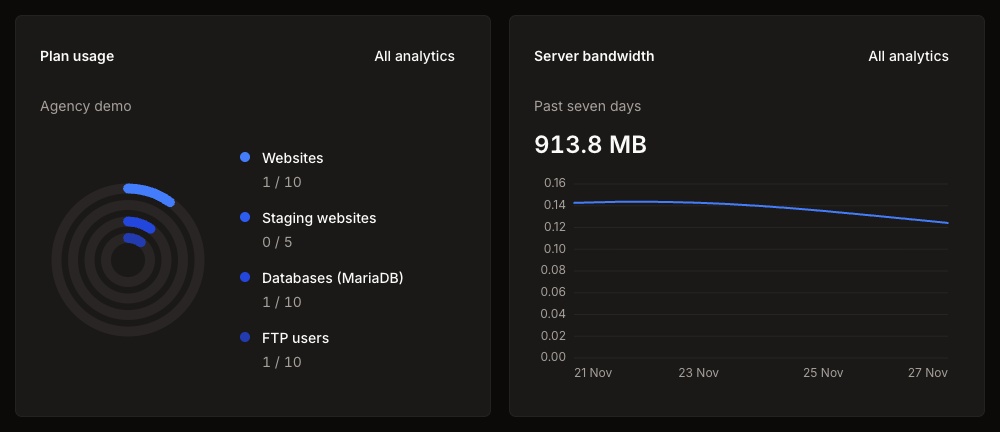 Plan usage
All analytics
Agency demo
Websites
1 / 10
Staging websites
0 / 5
Databases (MariaDB)
1 / 10
FTP users
1 / 10
Server bandwidth
All analytics
Past seven days
913.8 MB
0.16
0.14
0.12
0.10
0.08
0.06
0.04
0.02
0.00
21 Nov
23 Nov
25 Nov
27 Nov